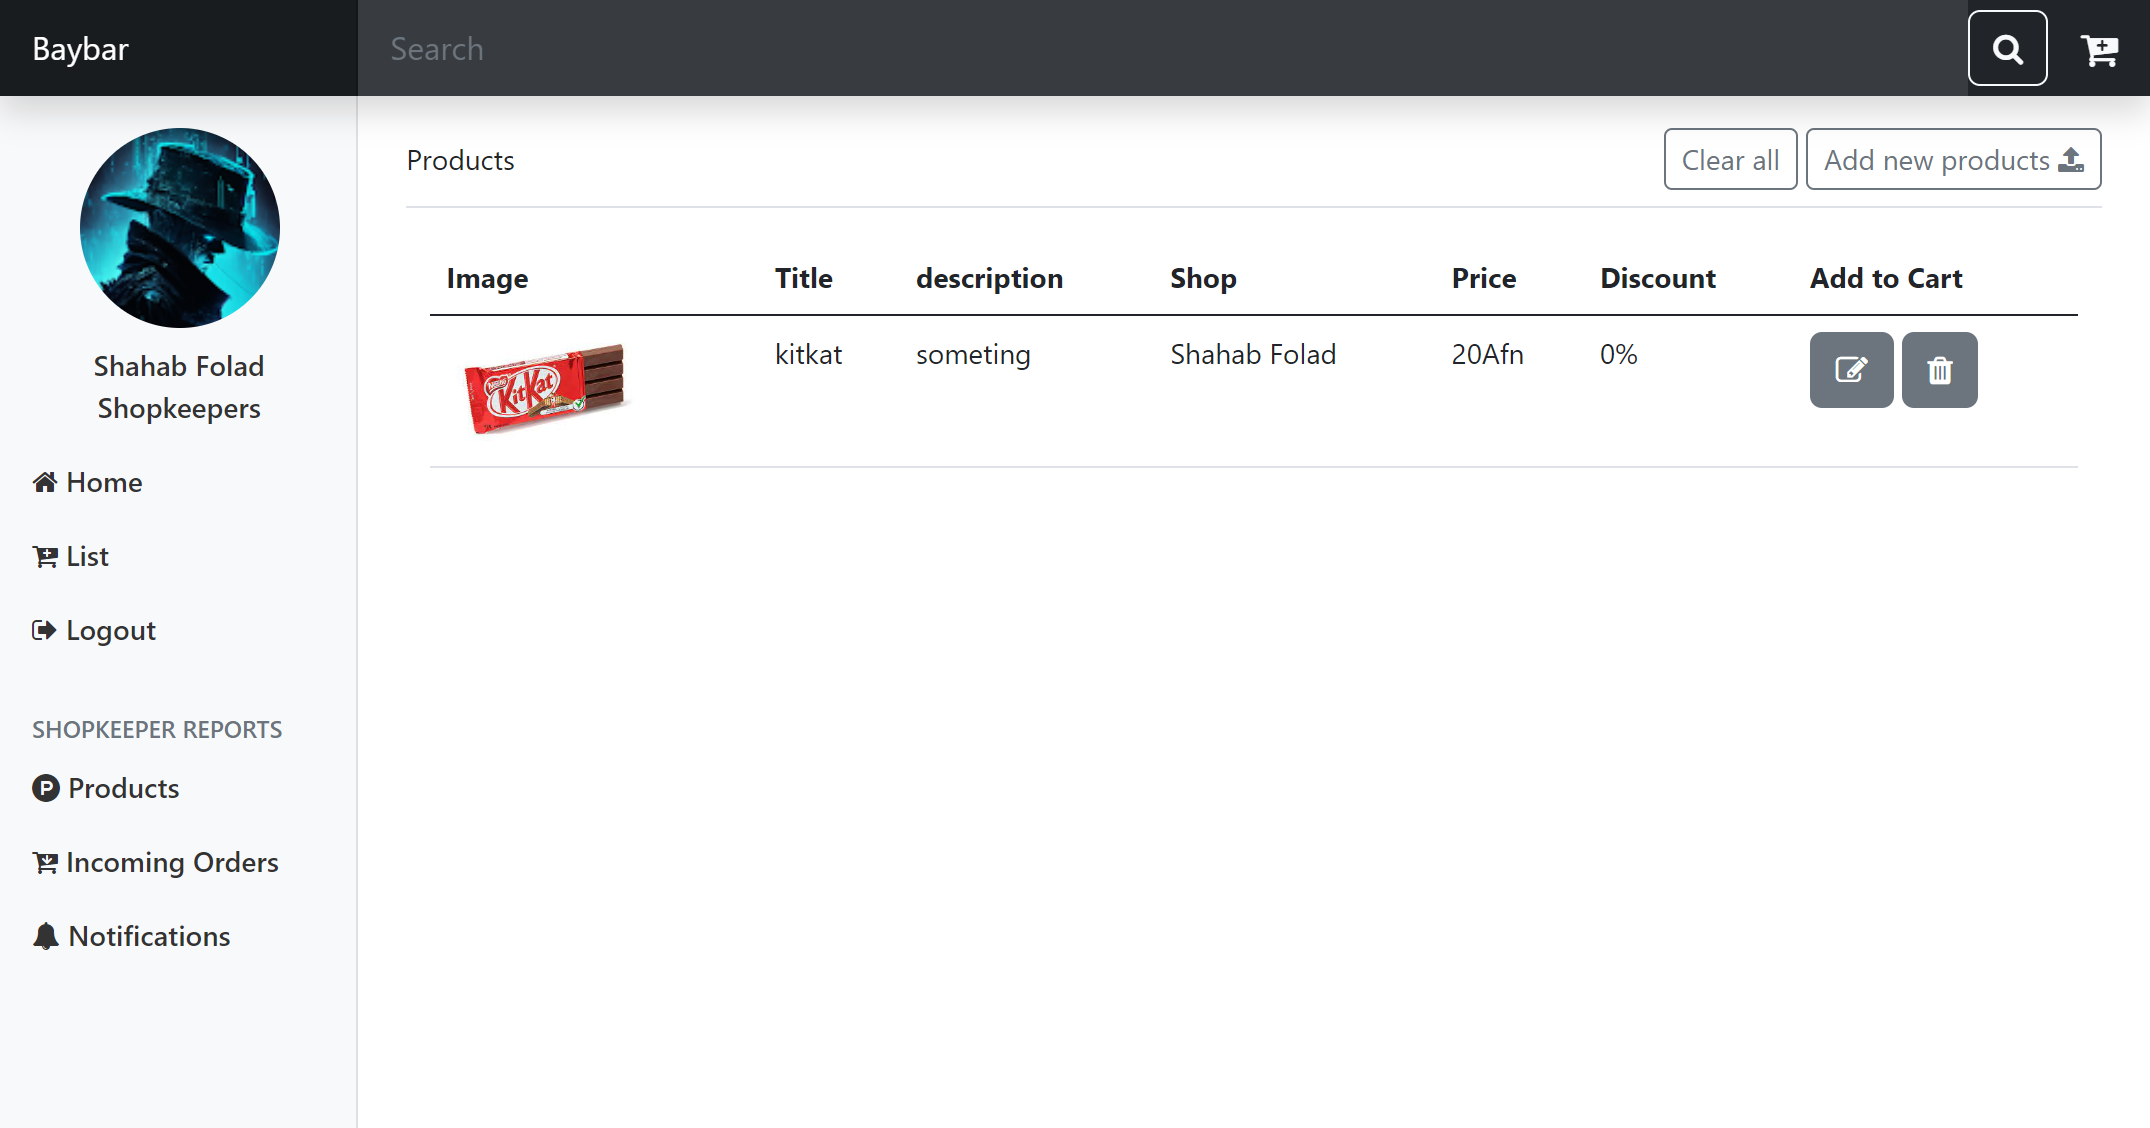 Baybar
Search
Shahab Folad
Shopkeepers
Home
List
Logout
SHOPKEEPER REPORTS
Products
Incoming Orders
Notifications
Products
Clear all
Add new products
Image Title description Shop Price Discount Add to Cart
KitKat
kitkat someting Shahab Folad 20Afn 0%